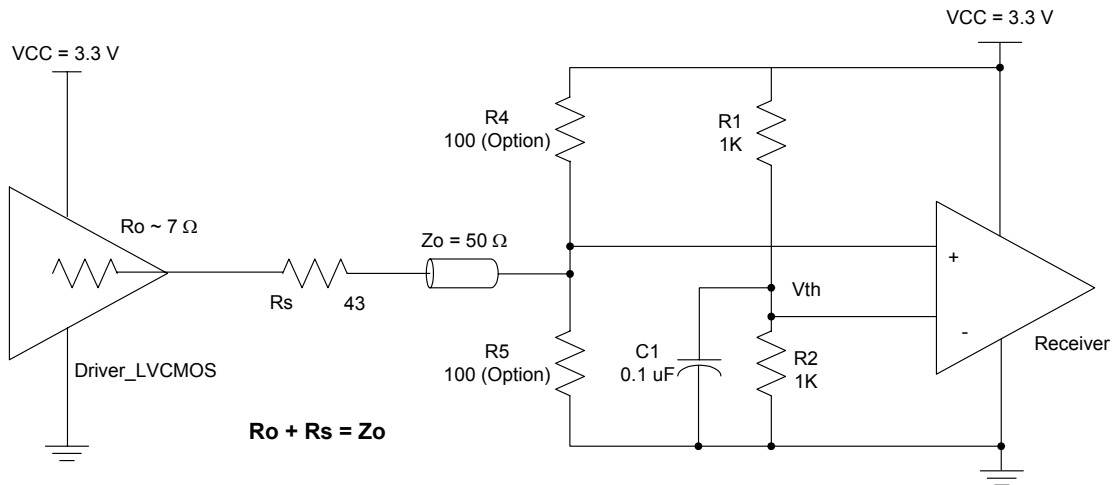 VCC = 3.3 V
VCC = 3.3 V
R4
100 (Option)
R1
1K
Ro ~ 7 Ω
Zo = 50 Ω
+
Rs
43
Vth
-
Receiver
Driver_LVCMOS
R5
100 (Option)
C1
0.1 uF
R2
1K
Ro + Rs = Zo